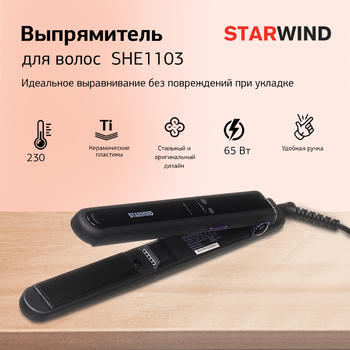 Выпрямитель
для волос SHE1103
STARWIND
Идеальное выравнивание без повреждений при укладке
230
Ti
Керамические
пластины
Стильный и
оригинальный
дизайн
65 Вт
Удобная ручка
STARWIND